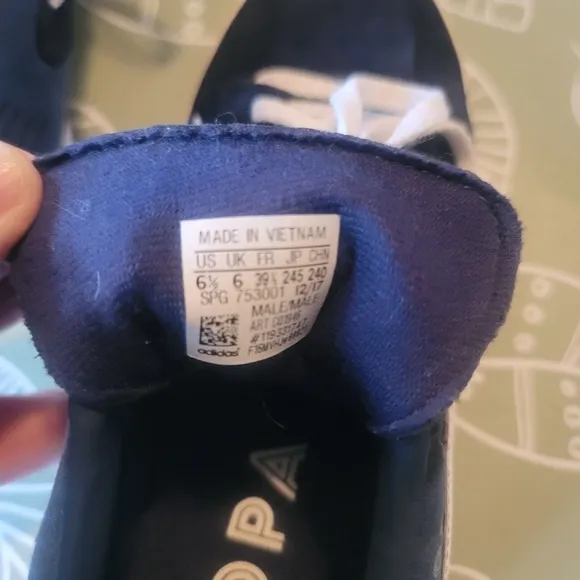 MADE IN VIETNAM
US UK FR JP CHN
6½ 6 39⅓ 245 240
SPG 753001 12/17
MALE/MALE
ART
adidas
OPA